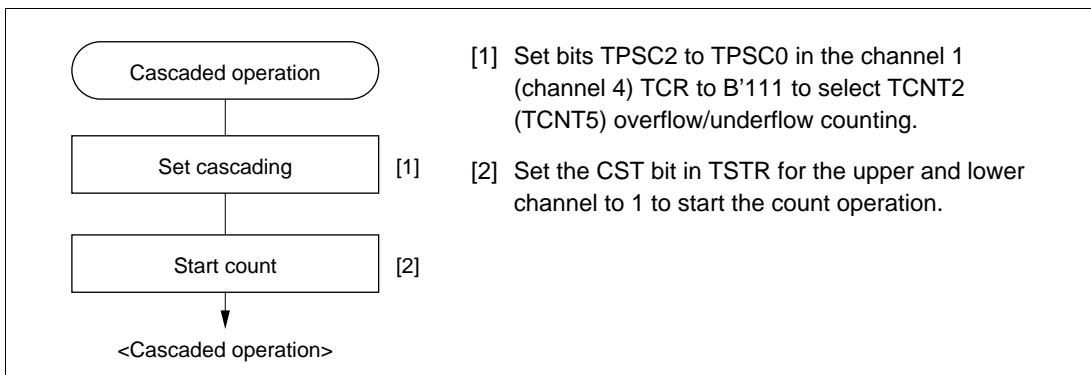 Cascaded operation
Set cascading
[1]
Start count
[2]
<Cascaded operation>
[1] Set bits TPSC2 to TPSC0 in the channel 1
(channel 4) TCR to B'111 to select TCNT2
(TCNT5) overflow/underflow counting.
[2] Set the CST bit in TSTR for the upper and lower
channel to 1 to start the count operation.